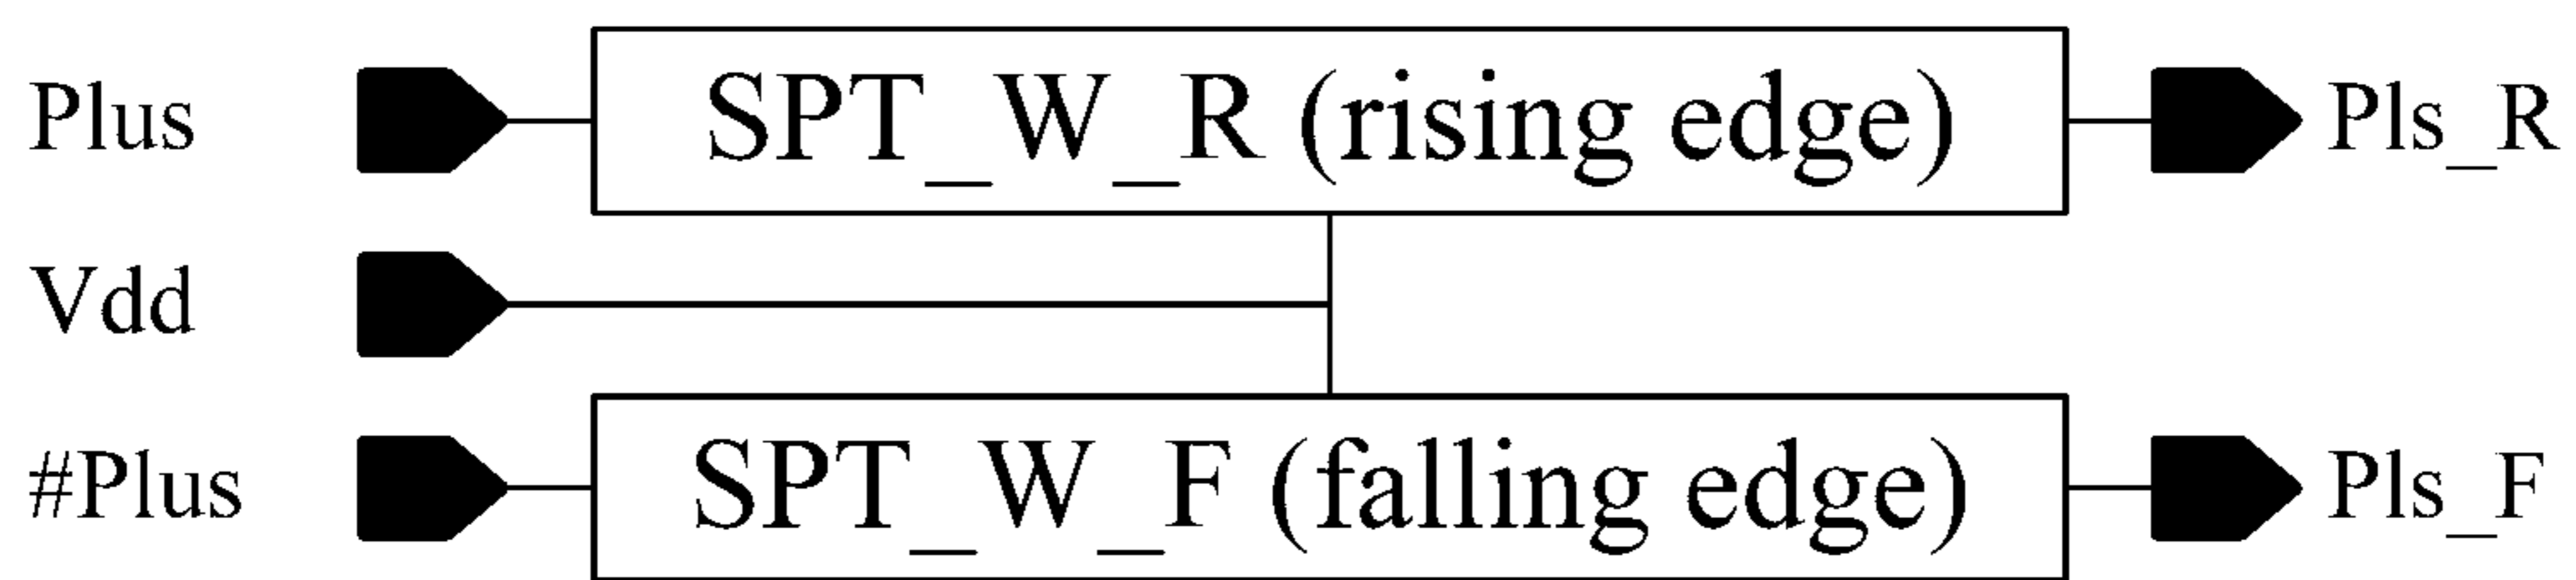 Plus SPT_W_R (rising edge) Pls_R
Vdd
#Plus SPT_W_F (falling edge) Pls_F